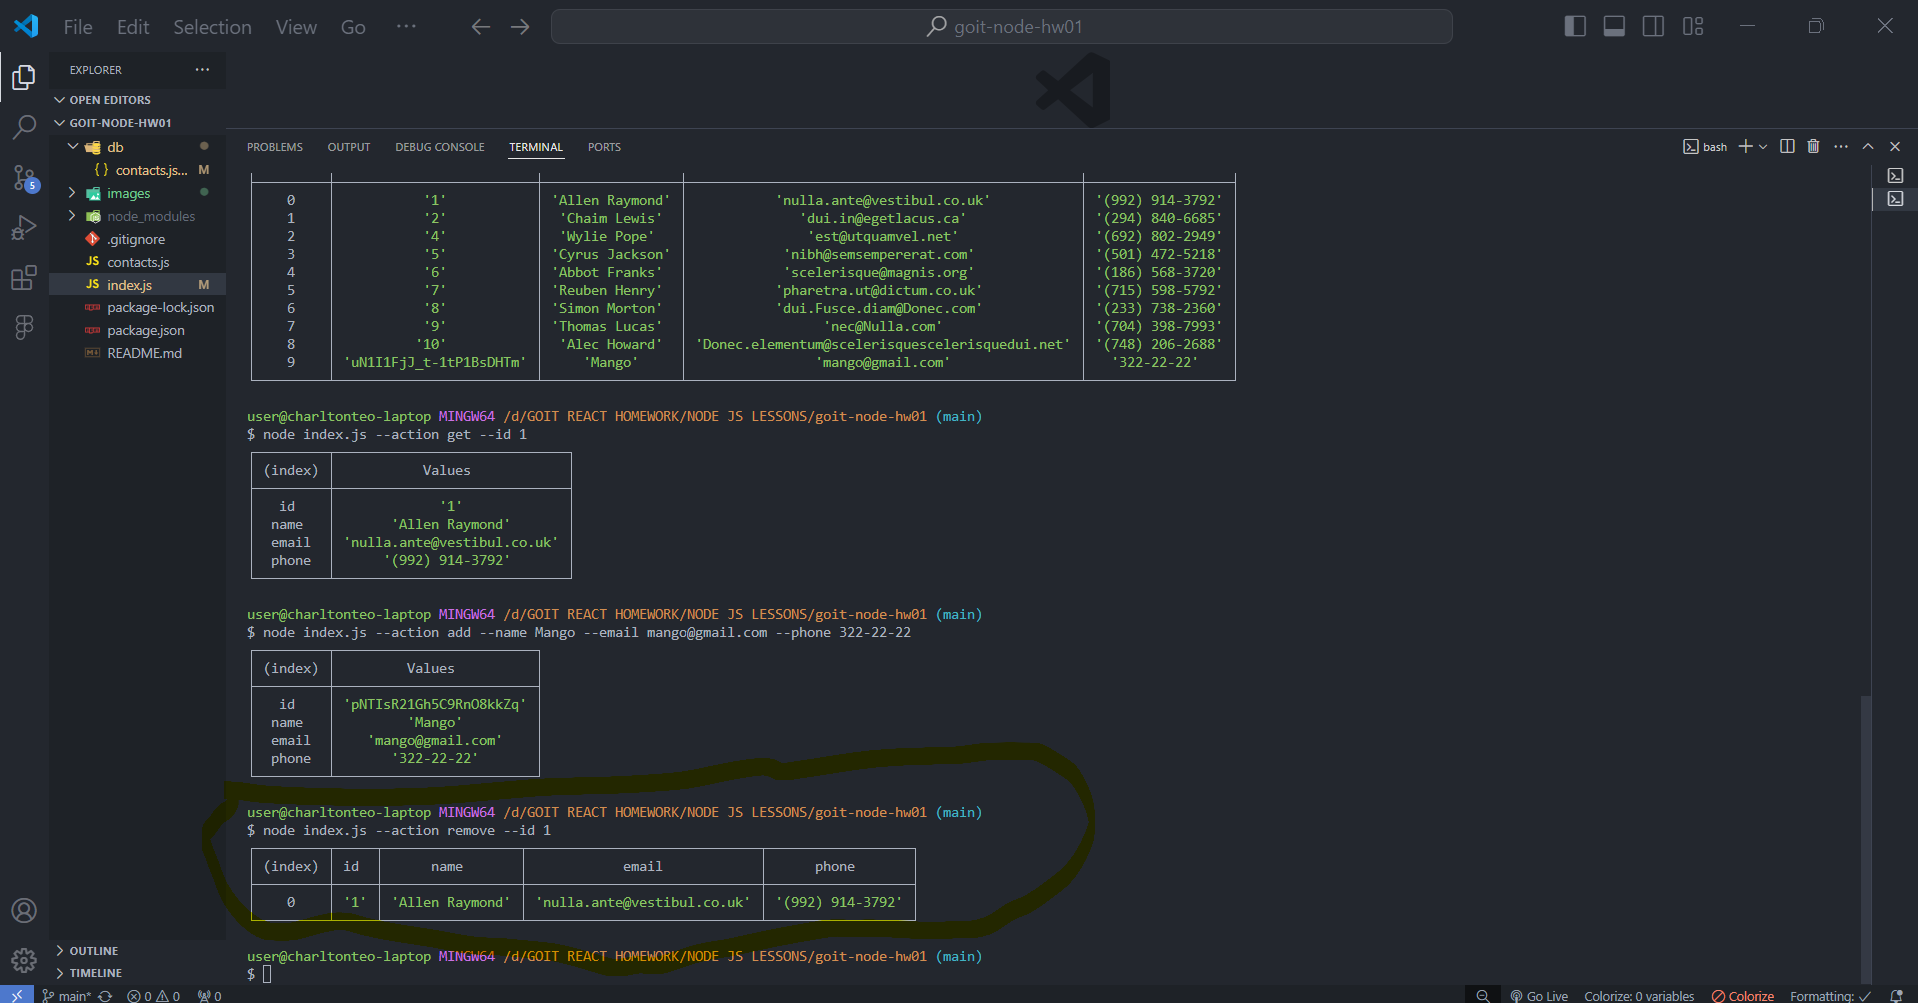 File Edit Selection View Go ··· goit-node-hw01
EXPLORER ···
OPEN EDITORS
GOIT-NODE-HW01
db
contacts.js... M
images
node_modules
.gitignore
contacts.js
index.js M
package-lock.json
package.json
README.md
OUTLINE
TIMELINE
5
PROBLEMS OUTPUT DEBUG CONSOLE TERMINAL PORTS bash ···
0 '1' 'Allen Raymond' 'nulla.ante@vestibul.co.uk' '(992) 914-3792'
1 '2' 'Chaim Lewis' 'dui.in@egetlacus.ca' '(294) 840-6685'
2 '4' 'Wylie Pope' 'est@utquamvel.net' '(692) 802-2949'
3 '5' 'Cyrus Jackson' 'nibh@semsempererat.com' '(501) 472-5218'
4 '6' 'Abbot Franks' 'scelerisque@magnis.org' '(186) 568-3720'
5 '7' 'Reuben Henry' 'pharetra.ut@dictum.co.uk' '(715) 598-5792'
6 '8' 'Simon Morton' 'dui.Fusce.diam@Donec.com' '(233) 738-2360'
7 '9' 'Thomas Lucas' 'nec@Nulla.com' '(704) 398-7993'
8 '10' 'Alec Howard' 'Donec.elementum@scelerisquescelerisquedui.net' '(748) 206-2688'
9 'uN1I1FjJ_t-1tP1BsDHTm' 'Mango' 'mango@gmail.com' '322-22-22'
user@charltonteo-laptop MINGW64 /d/GOIT REACT HOMEWORK/NODE JS LESSONS/goit-node-hw01 (main)
$ node index.js --action get --id 1
(index) Values
id '1'
name 'Allen Raymond'
email 'nulla.ante@vestibul.co.uk'
phone '(992) 914-3792'
user@charltonteo-laptop MINGW64 /d/GOIT REACT HOMEWORK/NODE JS LESSONS/goit-node-hw01 (main)
$ node index.js --action add --name Mango --email mango@gmail.com --phone 322-22-22
(index) Values
id 'pNTIsR21Gh5C9RnO8kkZq'
name 'Mango'
email 'mango@gmail.com'
phone '322-22-22'
user@charltonteo-laptop MINGW64 /d/GOIT REACT HOMEWORK/NODE JS LESSONS/goit-node-hw01 (main)
$ node index.js --action remove --id 1
(index) id name email phone
0 '1' 'Allen Raymond' 'nulla.ante@vestibul.co.uk' '(992) 914-3792'
user@charltonteo-laptop MINGW64 /d/GOIT REACT HOMEWORK/NODE JS LESSONS/goit-node-hw01 (main)
$
main* 0 0 0 Go Live Colorize: 0 variables Colorize Formatting: ✓